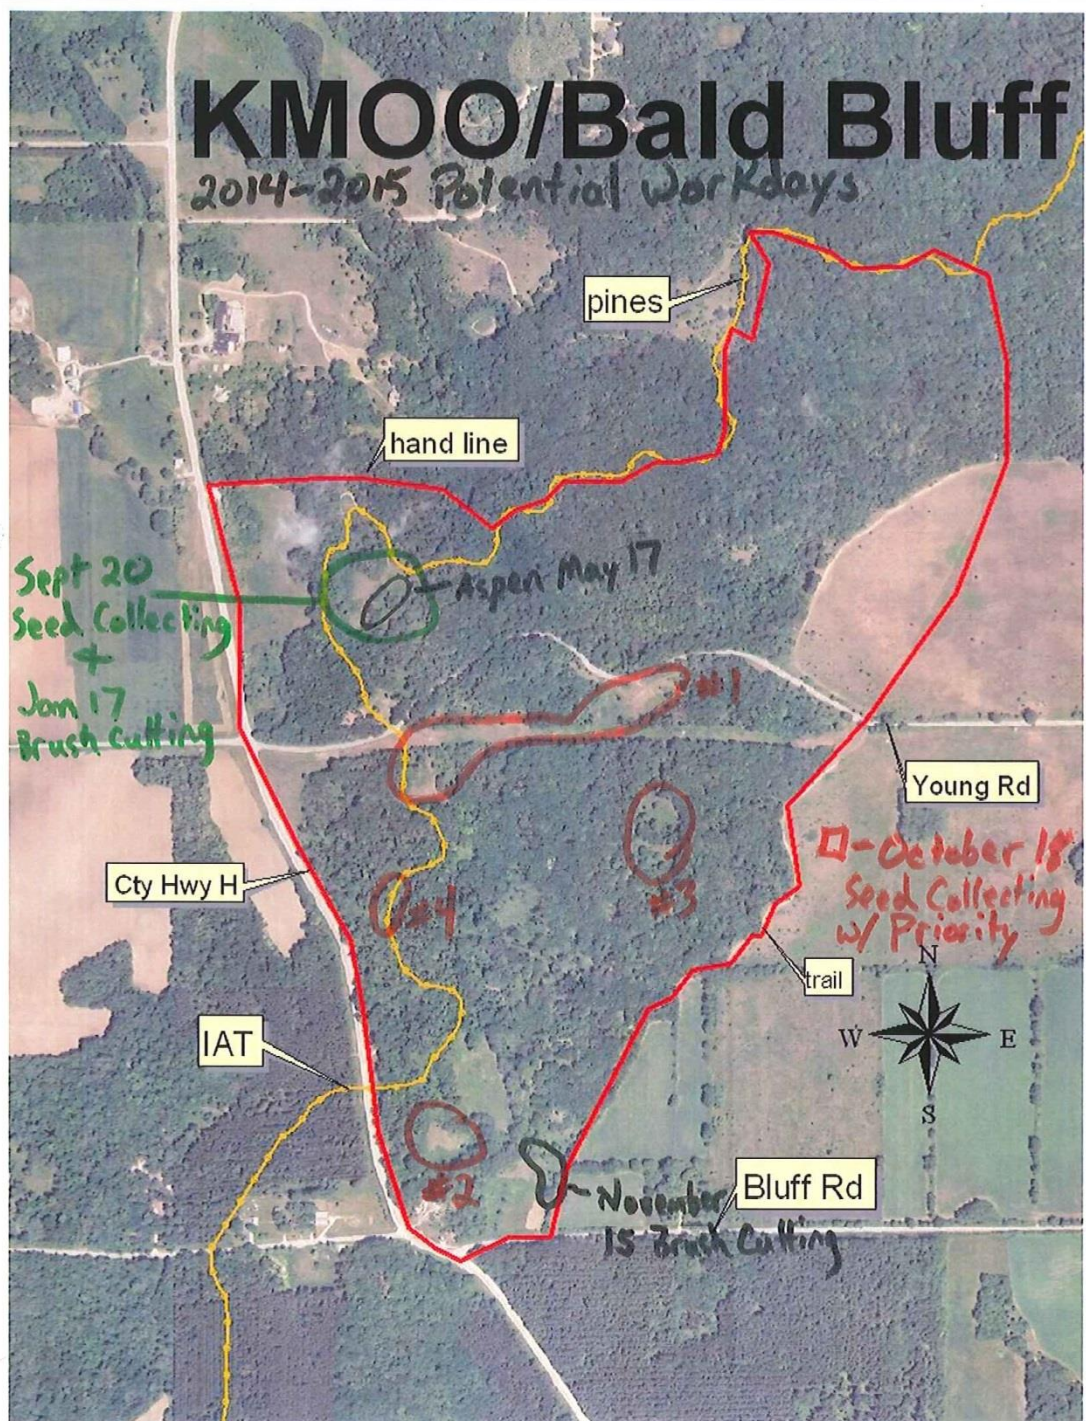 KMOO/Bald Bluff
2014-2015 Potential Workdays
pines
hand line
Aspen May 17
Sept 20
Seed Collecting
+
Jan 17
Brush Cutting
#1
Young Rd
Cty Hwy H
#4
#3
- October 18
Seed Collecting
w/ Priority
N
W
E
S
trail
IAT
#2
Bluff Rd
November
15 Brush Cutting